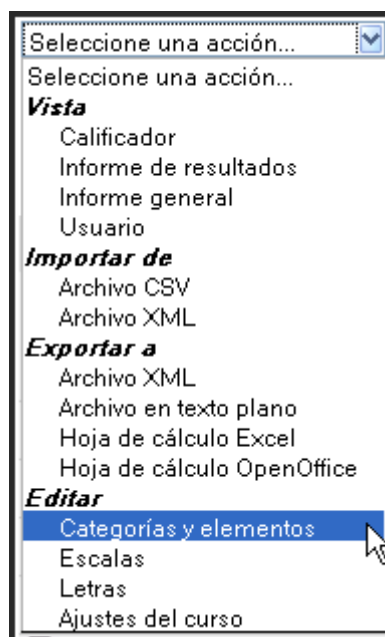 Seleccione una acción...
Seleccione una acción...
Vista
Calificador
Informe de resultados
Informe general
Usuario
Importar de
Archivo CSV
Archivo XML
Exportar a
Archivo XML
Archivo en texto plano
Hoja de cálculo Excel
Hoja de cálculo OpenOffice
Editar
Categorías y elementos
Escalas
Letras
Ajustes del curso